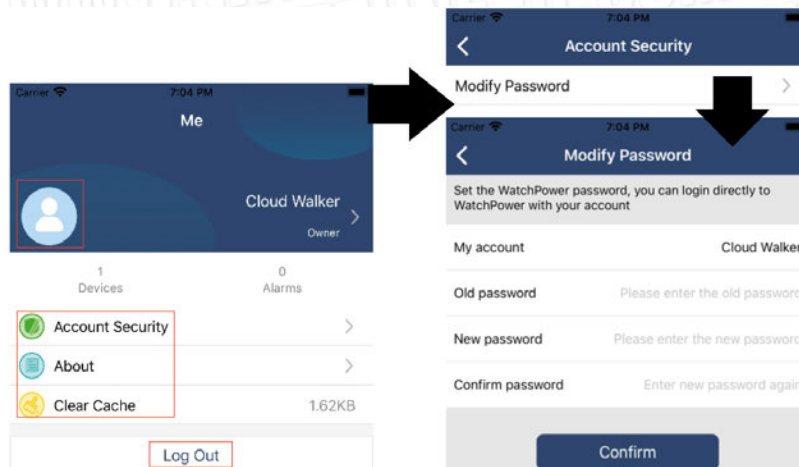 Carrier 7:04 PM
Me
Cloud Walker
Owner
1
Devices
0
Alarms
Account Security
About
Clear Cache 1.62KB
Log Out
Carrier 7:04 PM
Account Security
Modify Password
Carrier 7:04 PM
Modify Password
Set the WatchPower password, you can login directly to
WatchPower with your account
My account Cloud Walker
Old password Please enter the old password
New password Please enter the new password
Confirm password Enter new password again
Confirm